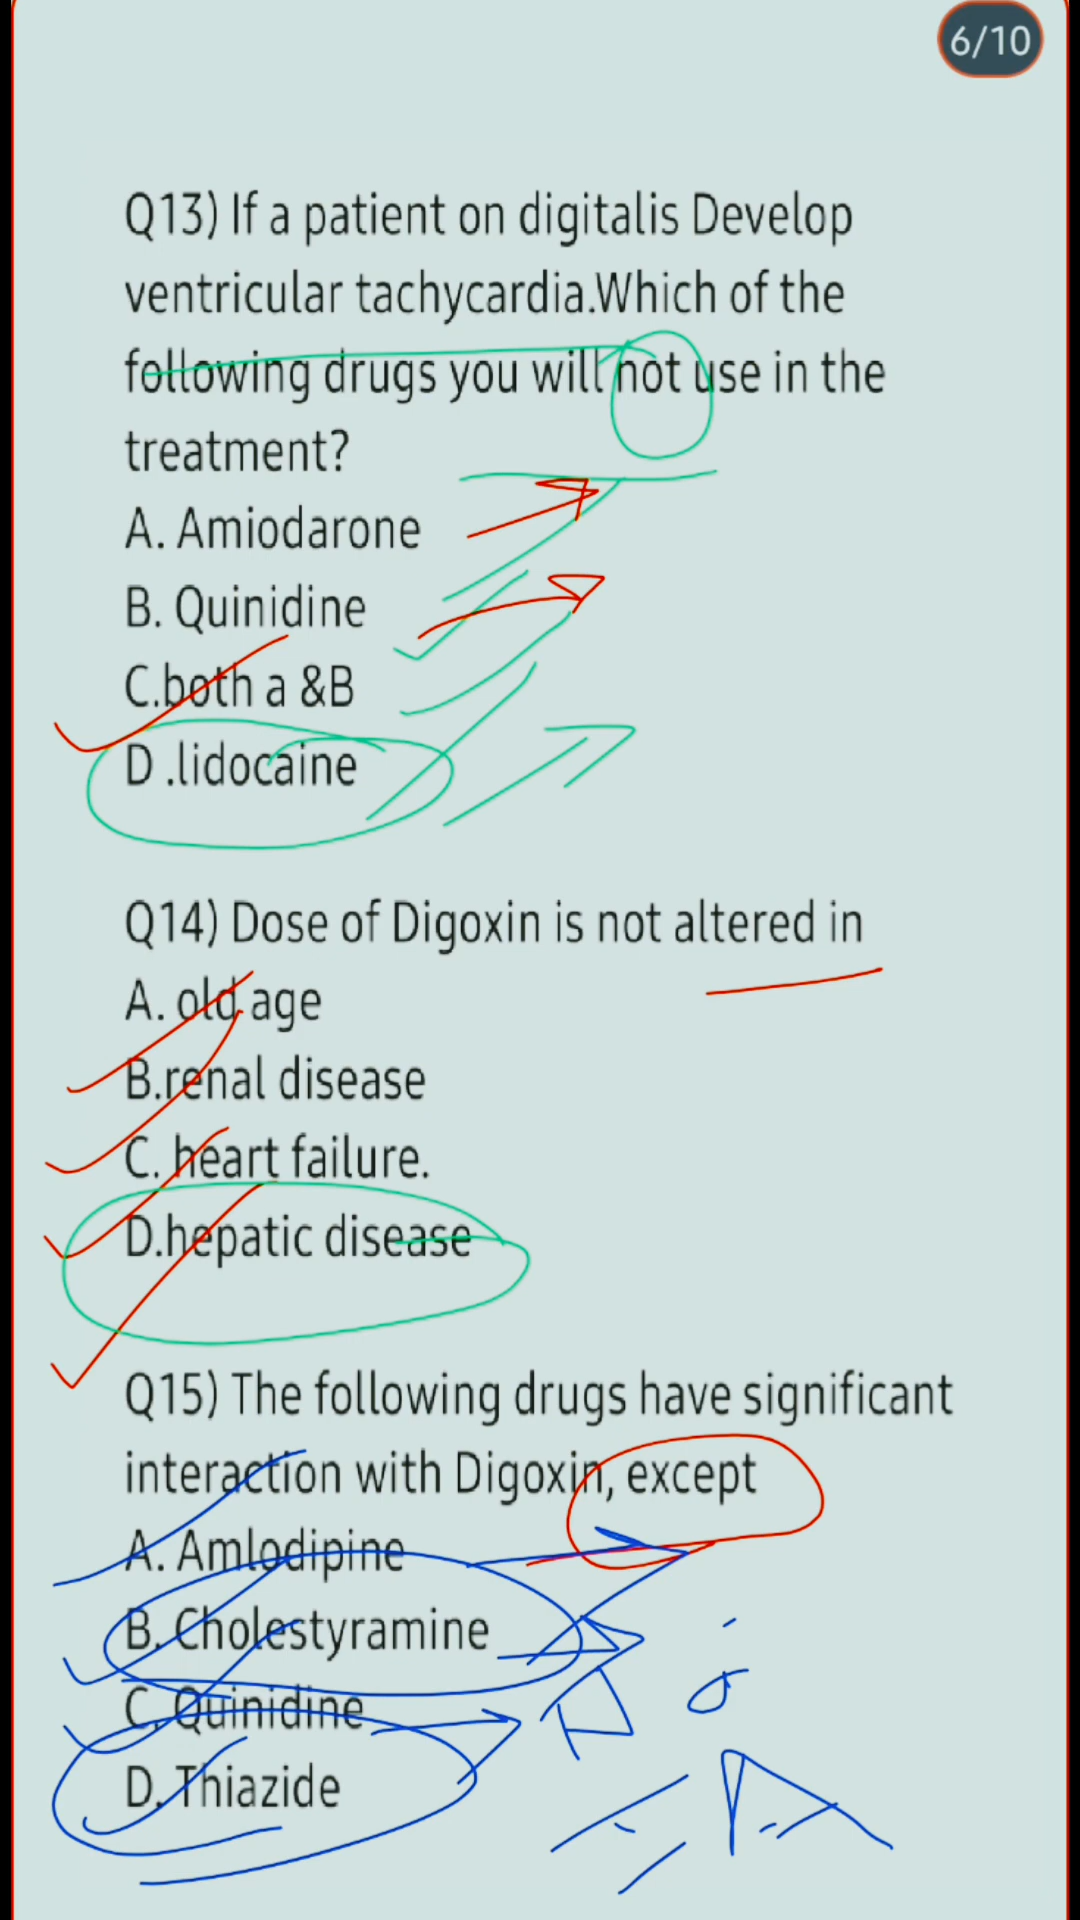 6/10
Q13) If a patient on digitalis Develop
ventricular tachycardia.Which of the
following drugs you will not use in the
treatment?
A. Amiodarone
B. Quinidine
C.both a &B
D .lidocaine
Q14) Dose of Digoxin is not altered in
A. old age
B.renal disease
C. heart failure.
D.hepatic disease
Q15) The following drugs have significant
interaction with Digoxin, except
A. Amlodipine
B. Cholestyramine
C. Quinidine
D. Thiazide